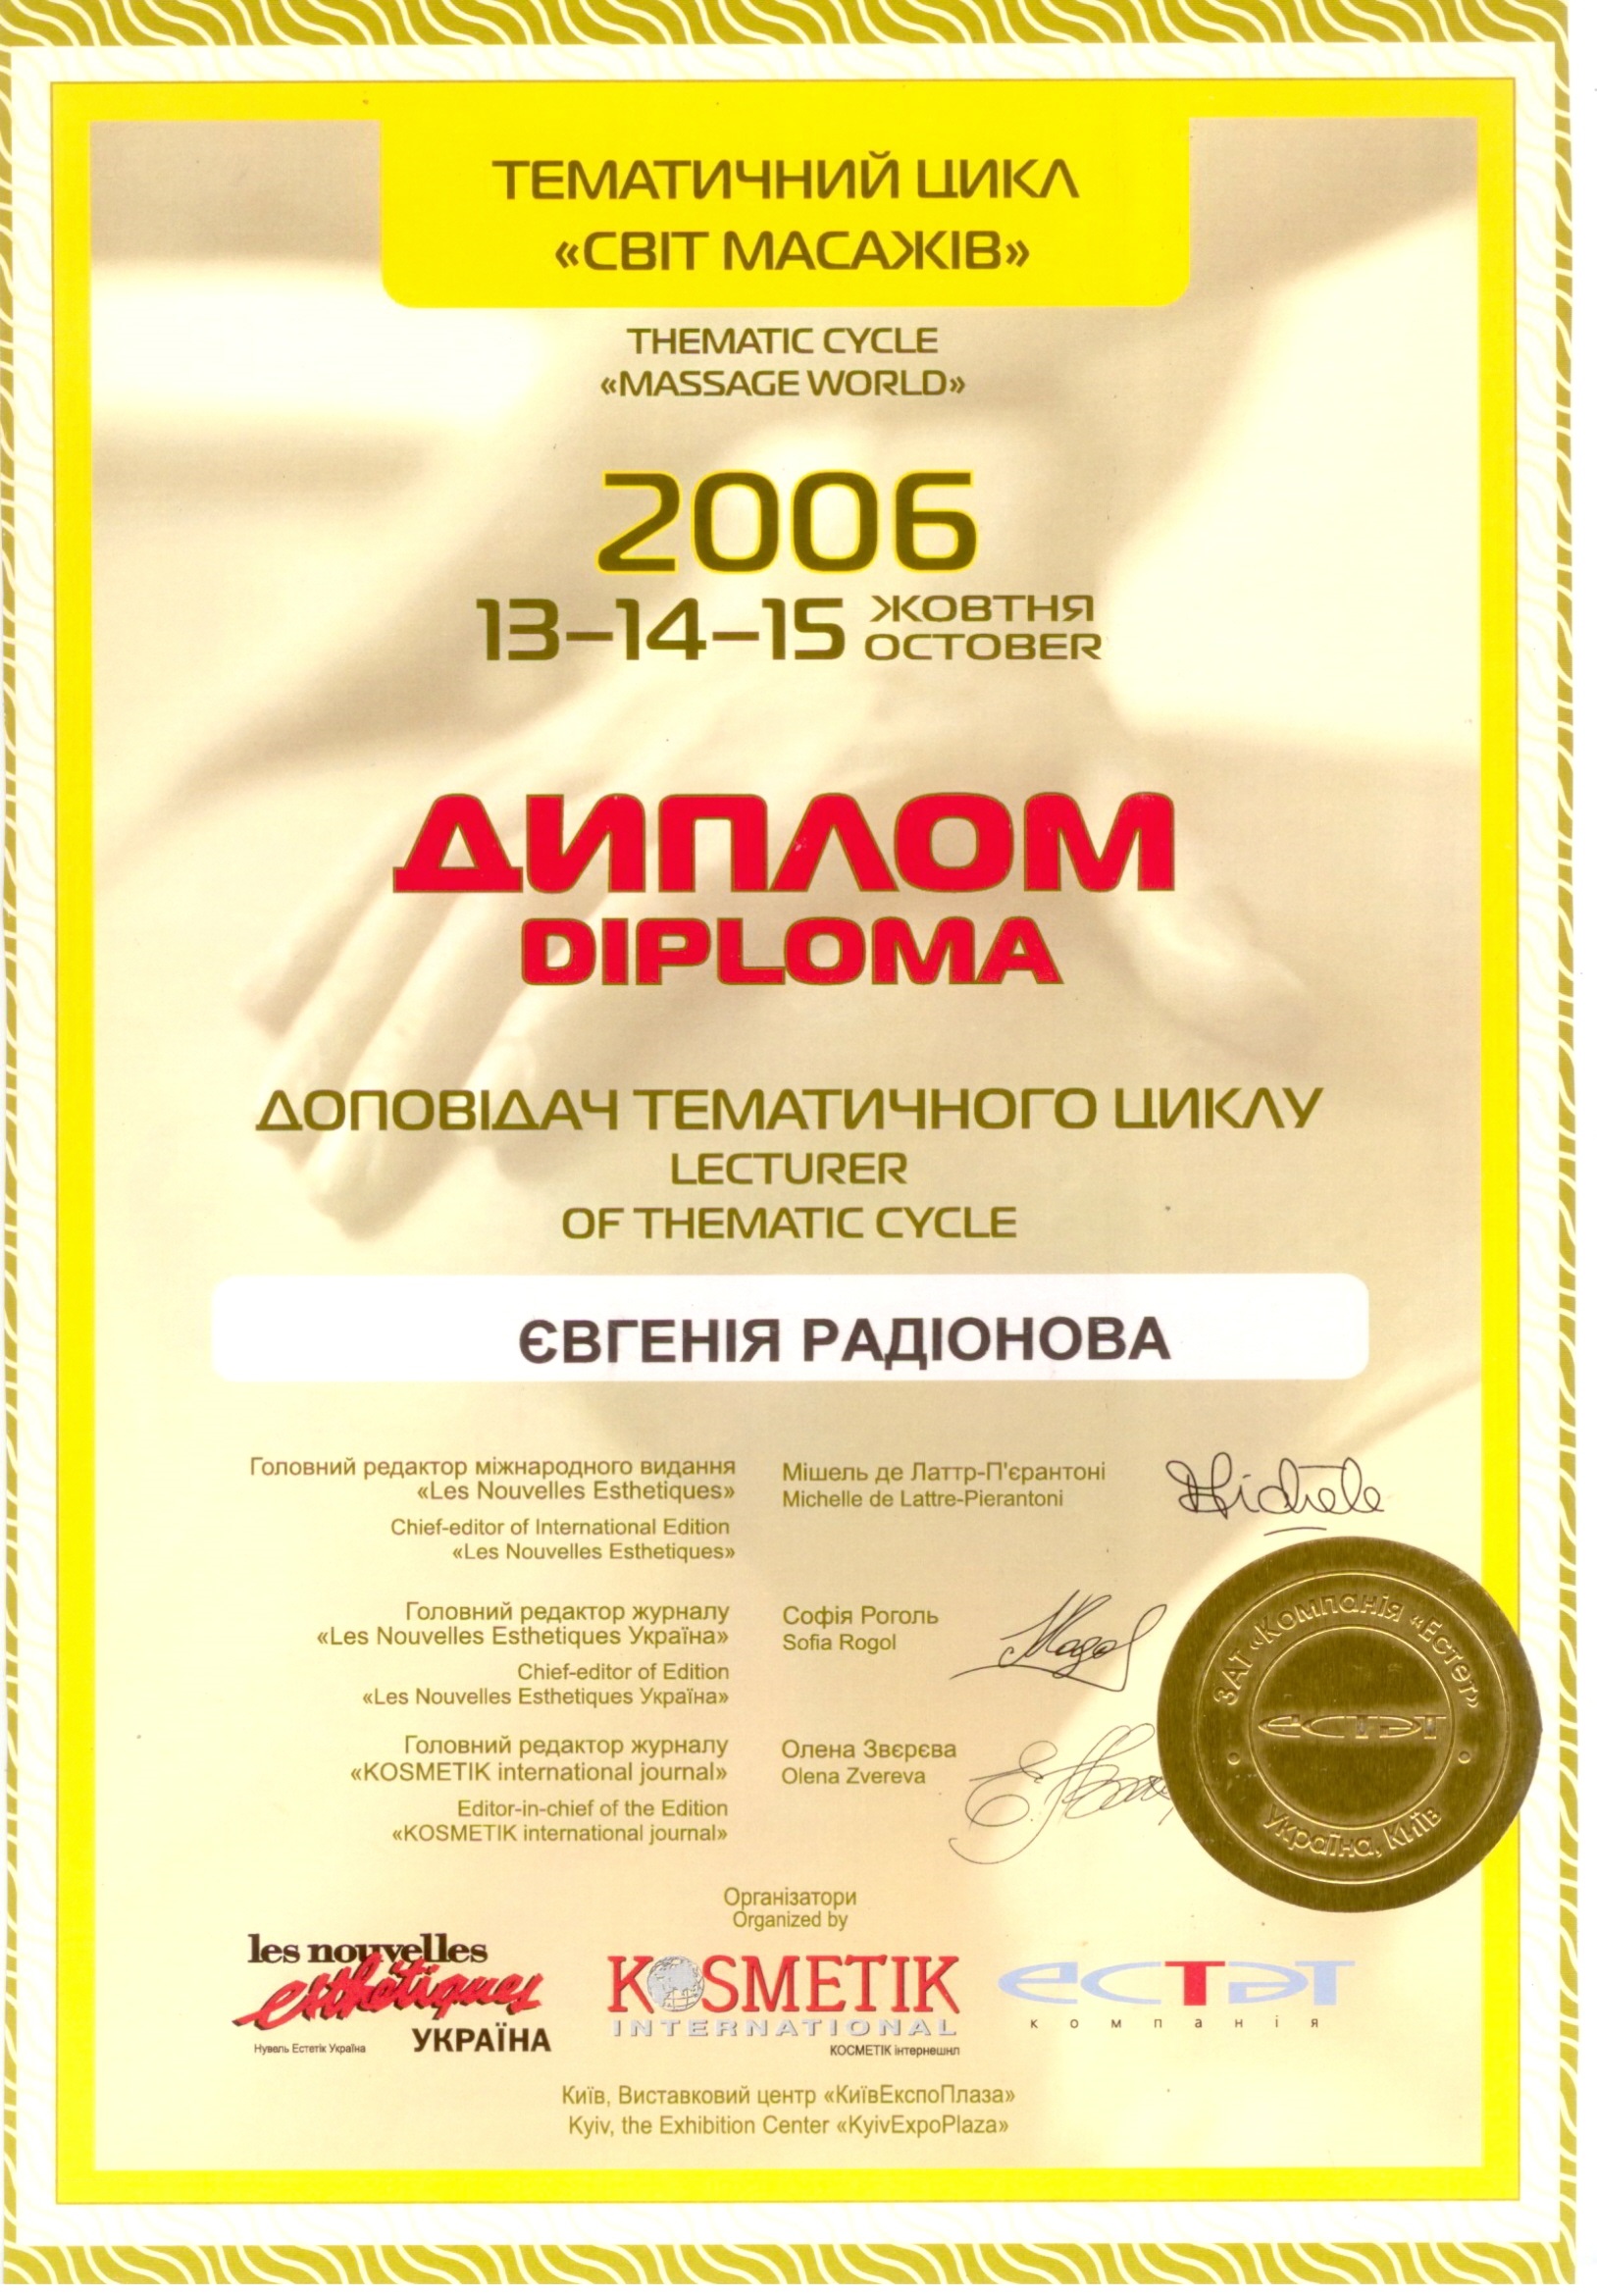 ТЕМАТИЧНИЙ ЦИКЛ
«СВІТ МАСАЖІВ»
THEMATIC CYCLE
«MASSAGE WORLD»
2006
13–14–15 ЖОВТНЯ
OCTOBER
ДИПЛОМ
DIPLOMA
ДОПОВІДАЧ ТЕМАТИЧНОГО ЦИКЛУ
LECTURER
OF THEMATIC CYCLE
ЄВГЕНІЯ РАДІОНОВА
Головний редактор міжнародного видання
«Les Nouvelles Esthetiques»
Chief-editor of International Edition
«Les Nouvelles Esthetiques»
Мішель де Латтр-П'єрантоні
Michelle de Lattre-Pierantoni
Michele
Головний редактор журналу
«Les Nouvelles Esthetiques Україна»
Chief-editor of Edition
«Les Nouvelles Esthetiques Україна»
Софія Роголь
Sofia Rogol
Головний редактор журналу
«KOSMETIK international journal»
Editor-in-chief of the Edition
«KOSMETIK international journal»
Олена Звєрєва
Olena Zvereva
ЗАТ «Компанія «Естет»
естэт
Україна, Київ
Організатори
Organized by
les nouvelles
esthétiques
УКРАЇНА
Нувель Естетік Україна
KOSMETIK
INTERNATIONAL
КОСМЕТІК інтернешнл
естэт
компанія
Київ, Виставковий центр «КиївЕкспоПлаза»
Kyiv, the Exhibition Center «KyivExpoPlaza»